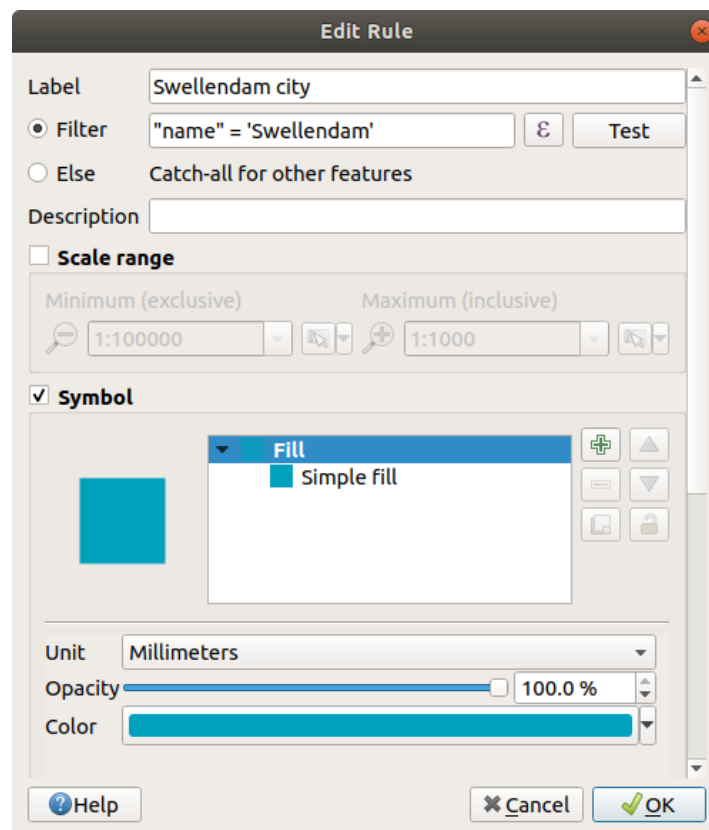 Edit Rule
Label Swellendam city
Filter "name" = 'Swellendam' ε Test
Else Catch-all for other features
Description
Scale range
Minimum (exclusive) Maximum (inclusive)
1:100000 1:1000
Symbol
Fill
Simple fill
Unit Millimeters
Opacity 100.0 %
Color
Help Cancel OK